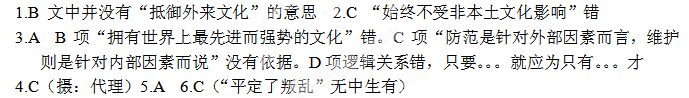 1.B 文中并没有“抵御外来文化”的意思 2.C “始终不受非本土文化影响”错
3.A B 项“拥有世界上最先进而强势的文化”错。C 项“防范是针对外部因素而言，维护
则是针对内部因素而说”没有依据。D 项逻辑关系错，只要。。。就应为只有。。。才
4.C（摄：代理）5.A 6.C（“平定了叛乱”无中生有）